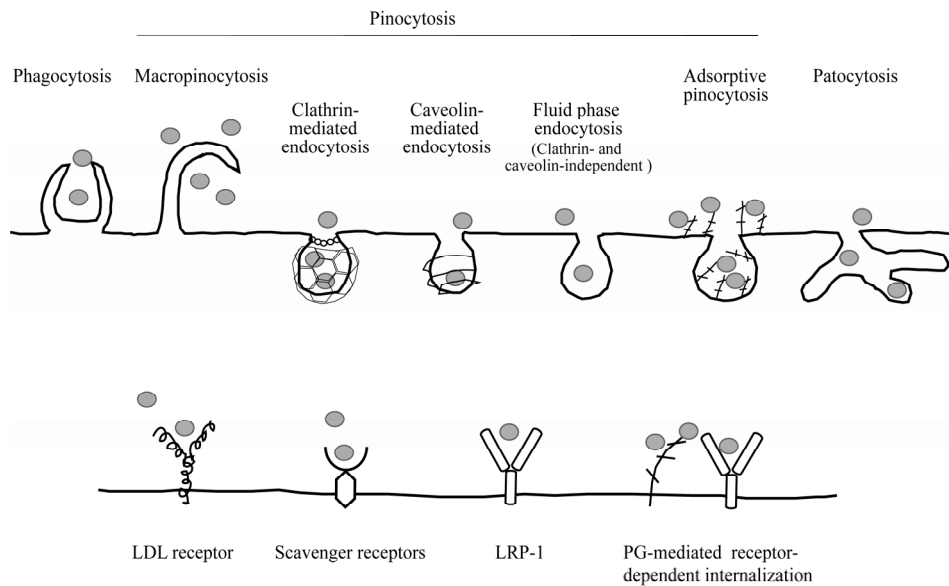 Pinocytosis
Phagocytosis
Macropinocytosis
Clathrin-
mediated
endocytosis
Caveolin-
mediated
endocytosis
Fluid phase
endocytosis
(Clathrin- and
caveolin-independent )
Adsorptive
pinocytosis
Patocytosis
LDL receptor
Scavenger receptors
LRP-1
PG-mediated receptor-
dependent internalization